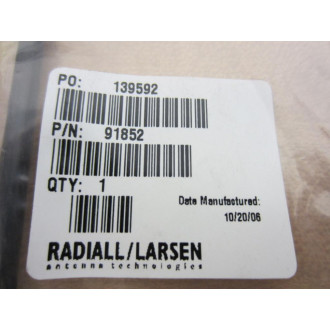 PO: 139592
P/N: 91852
QTY: 1
Date Manufactured:
10/20/06
RADIALL/LARSEN
antenna technologies